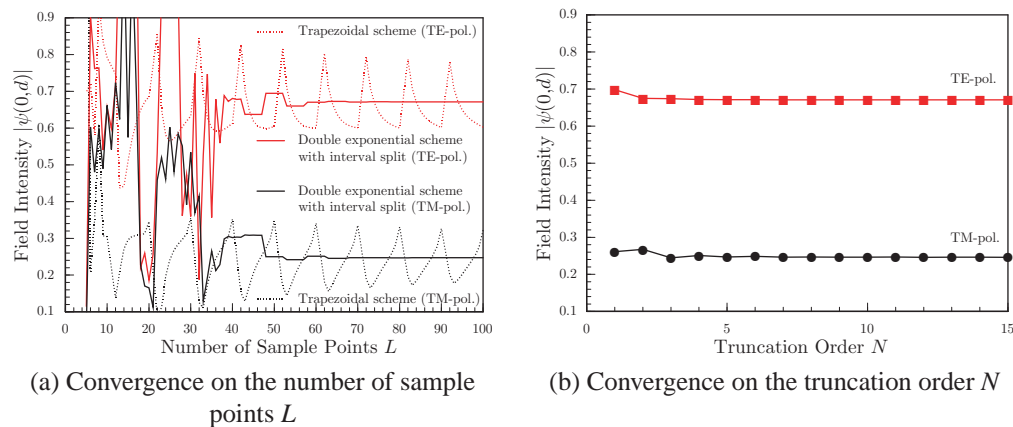 0.9
0.8
0.7
0.6
0.5
0.4
0.3
0.2
0.1
Field Intensity |ψ(0,d)|
Trapezoidal scheme (TE-pol.)
Double exponential scheme
with interval split (TE-pol.)
Double exponential scheme
with interval split (TM-pol.)
Trapezoidal scheme (TM-pol.)
0 10 20 30 40 50 60 70 80 90 100
Number of Sample Points L
(a) Convergence on the number of sample
points L
0.9
0.8
0.7
0.6
0.5
0.4
0.3
0.2
0.1
Field Intensity |ψ(0,d)|
TE-pol.
TM-pol.
0 5 10 15
Truncation Order N
(b) Convergence on the truncation order N